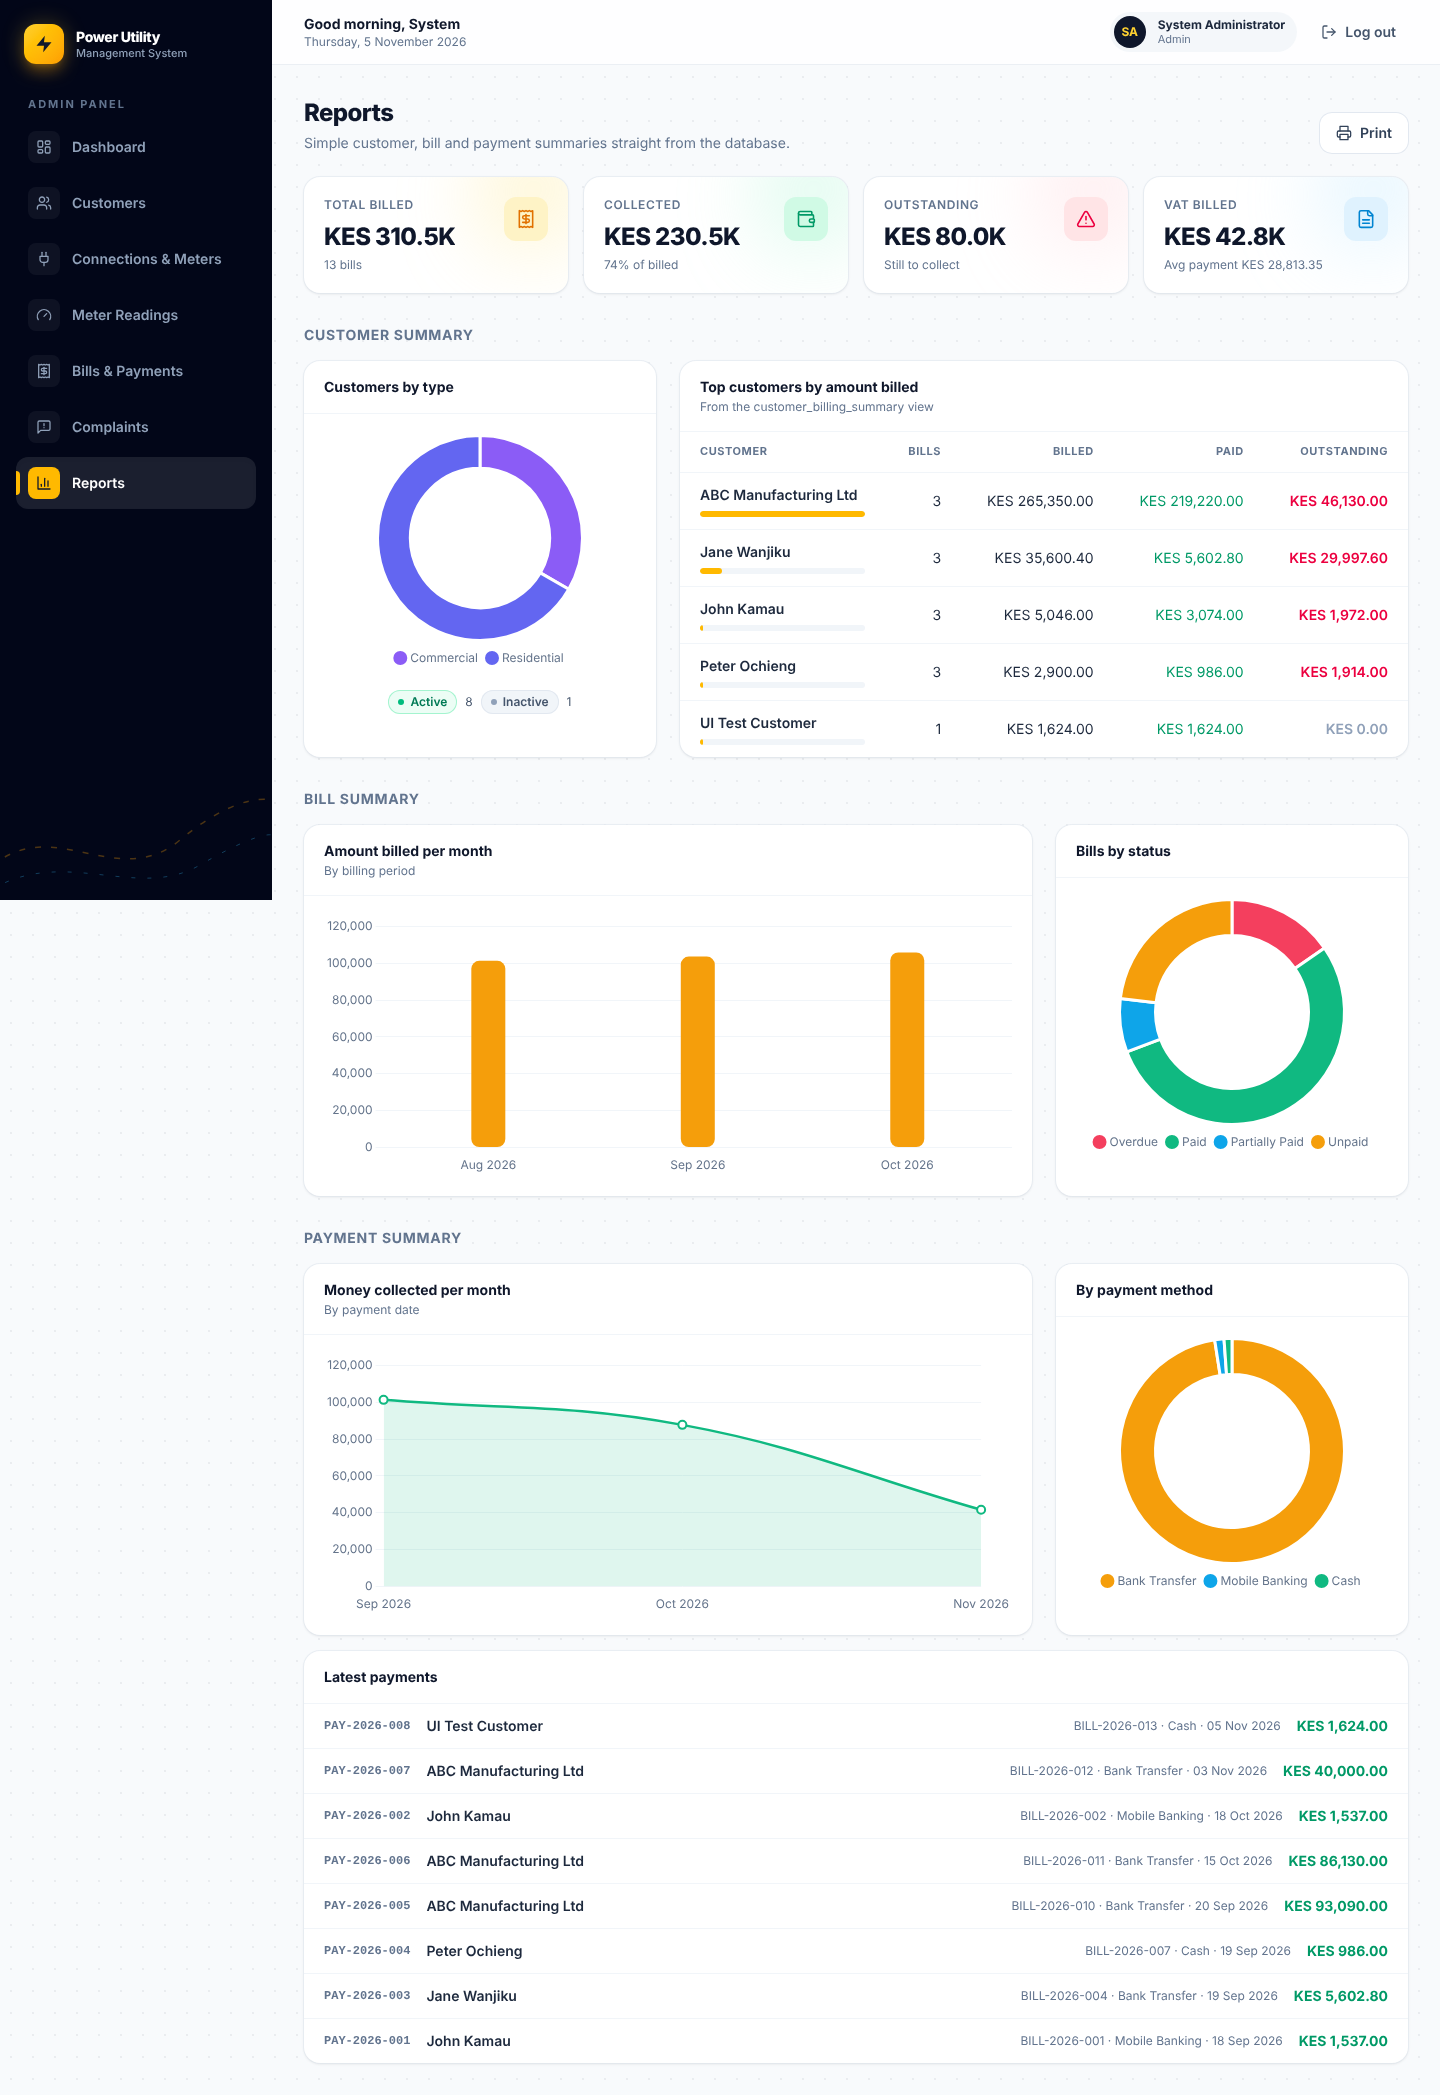 Power Utility
Management System
ADMIN PANEL
Dashboard
Customers
Connections & Meters
Meter Readings
Bills & Payments
Complaints
Reports
Good morning, System
Thursday, 5 November 2026
SA
System Administrator
Admin
Log out
Reports
Simple customer, bill and payment summaries straight from the database.
Print
TOTAL BILLED
KES 310.5K
13 bills
COLLECTED
KES 230.5K
74% of billed
OUTSTANDING
KES 80.0K
Still to collect
VAT BILLED
KES 42.8K
Avg payment KES 28,813.35
CUSTOMER SUMMARY
Customers by type
Commercial Residential
Active 8 Inactive 1
Top customers by amount billed
From the customer_billing_summary view
CUSTOMER BILLS BILLED PAID OUTSTANDING
ABC Manufacturing Ltd 3 KES 265,350.00 KES 219,220.00 KES 46,130.00
Jane Wanjiku 3 KES 35,600.40 KES 5,602.80 KES 29,997.60
John Kamau 3 KES 5,046.00 KES 3,074.00 KES 1,972.00
Peter Ochieng 3 KES 2,900.00 KES 986.00 KES 1,914.00
UI Test Customer 1 KES 1,624.00 KES 1,624.00 KES 0.00
BILL SUMMARY
Amount billed per month
By billing period
120,000
100,000
80,000
60,000
40,000
20,000
0
Aug 2026 Sep 2026 Oct 2026
Bills by status
Overdue Paid Partially Paid Unpaid
PAYMENT SUMMARY
Money collected per month
By payment date
120,000
100,000
80,000
60,000
40,000
20,000
0
Sep 2026 Oct 2026 Nov 2026
By payment method
Bank Transfer Mobile Banking Cash
Latest payments
PAY-2026-008 UI Test Customer BILL-2026-013 · Cash · 05 Nov 2026 KES 1,624.00
PAY-2026-007 ABC Manufacturing Ltd BILL-2026-012 · Bank Transfer · 03 Nov 2026 KES 40,000.00
PAY-2026-002 John Kamau BILL-2026-002 · Mobile Banking · 18 Oct 2026 KES 1,537.00
PAY-2026-006 ABC Manufacturing Ltd BILL-2026-011 · Bank Transfer · 15 Oct 2026 KES 86,130.00
PAY-2026-005 ABC Manufacturing Ltd BILL-2026-010 · Bank Transfer · 20 Sep 2026 KES 93,090.00
PAY-2026-004 Peter Ochieng BILL-2026-007 · Cash · 19 Sep 2026 KES 986.00
PAY-2026-003 Jane Wanjiku BILL-2026-004 · Bank Transfer · 19 Sep 2026 KES 5,602.80
PAY-2026-001 John Kamau BILL-2026-001 · Mobile Banking · 18 Sep 2026 KES 1,537.00